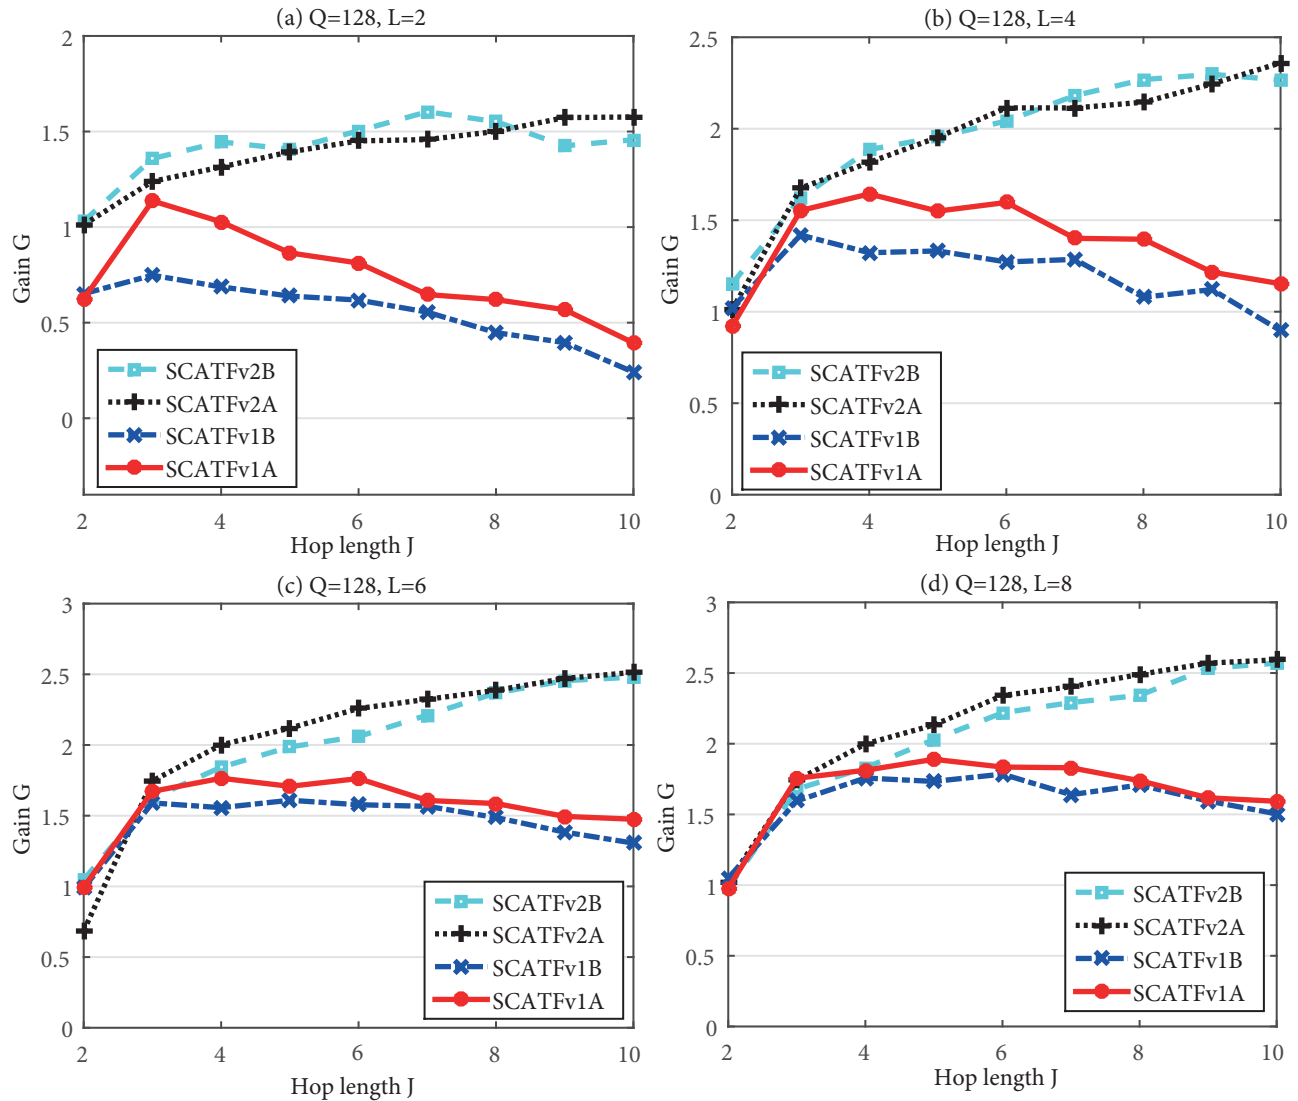 (a) Q=128, L=2
2
1.5
1
0.5
0
Gain G
SCATFv2B
SCATFv2A
SCATFv1B
SCATFv1A
2 4 6 8 10
Hop length J
(b) Q=128, L=4
2.5
2
1.5
1
0.5
0
Gain G
SCATFv2B
SCATFv2A
SCATFv1B
SCATFv1A
2 4 6 8 10
Hop length J
(c) Q=128, L=6
3
2.5
2
1.5
1
0.5
0
Gain G
SCATFv2B
SCATFv2A
SCATFv1B
SCATFv1A
2 4 6 8 10
Hop length J
(d) Q=128, L=8
3
2.5
2
1.5
1
0.5
0
Gain G
SCATFv2B
SCATFv2A
SCATFv1B
SCATFv1A
2 4 6 8 10
Hop length J